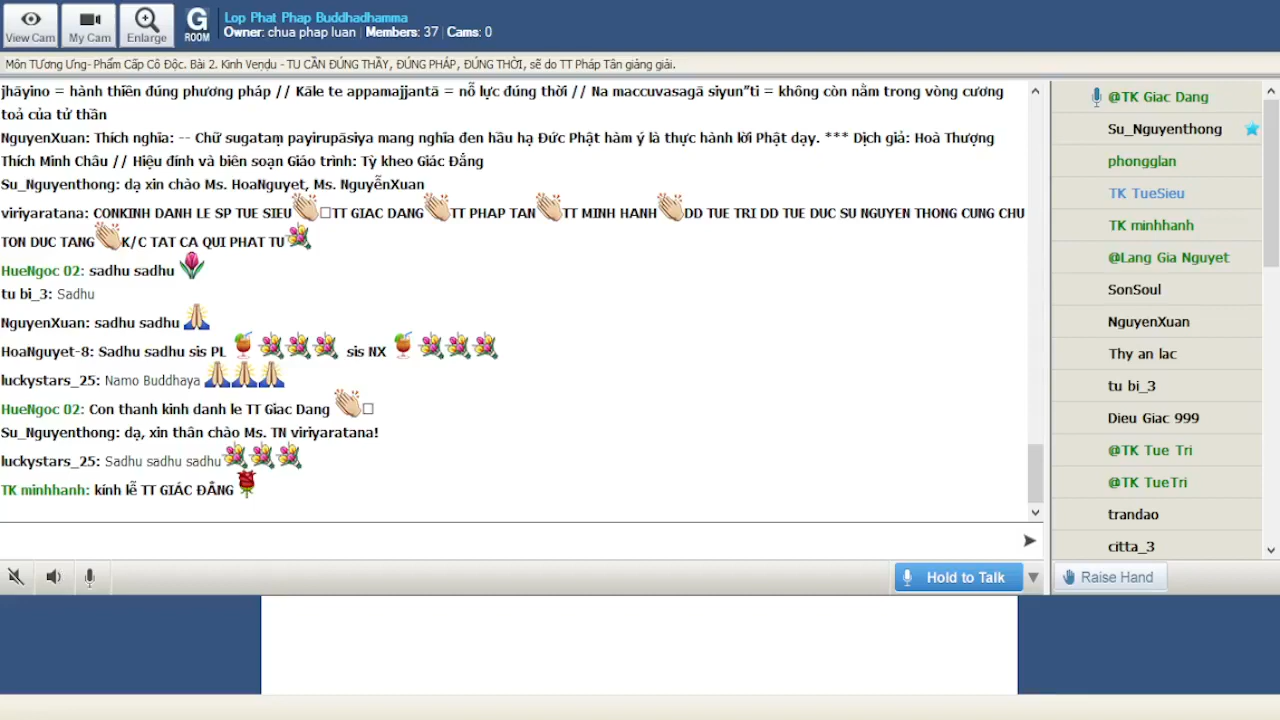 View Cam
My Cam
Enlarge
G
ROOM
Lop Phat Phap Buddhadhamma
Owner: chua phap luan | Members: 37 | Cams: 0
Môn Tương Ưng- Phẩm Cấp Cô Độc. Bài 2. Kinh Veṇḍu - TU CẦN ĐÚNG THẦY, ĐÚNG PHÁP, ĐÚNG THỜI, sẽ do TT Pháp Tân giảng giải.
jhāyino = hành thiền đúng phương pháp // Kāle te appamajjantā = nỗ lực đúng thời // Na maccuvasagā siyun”ti = không còn nằm trong vòng cương
toả của tử thần
NguyenXuan: Thích nghĩa: -- Chữ sugataṃ payirupāsiya mang nghĩa đen hầu hạ Đức Phật hàm ý là thực hành lời Phật dạy. *** Dịch giả: Hoà Thượng
Thích Minh Châu // Hiệu đính và biên soạn Giáo trình: Tỳ kheo Giác Đẳng
Su_Nguyenthong: dạ xin chào Ms. HoaNguyet, Ms. NguyễnXuan
viriyaratana: CONKINH DANH LE SP TUE SIEU TT GIAC DANG TT PHAP TAN TT MINH HANH DD TUE TRI DD TUE DUC SU NGUYEN THONG CUNG CHU
TON DUC TANG K/C TAT CA QUI PHAT TU
HueNgoc 02: sadhu sadhu
tu bi_3: Sadhu
NguyenXuan: sadhu sadhu
HoaNguyet-8: Sadhu sadhu sis PL sis NX
luckystars_25: Namo Buddhaya
HueNgoc 02: Con thanh kinh danh le TT Giac Dang
Su_Nguyenthong: dạ, xin thân chào Ms. TN viriyaratana!
luckystars_25: Sadhu sadhu sadhu
TK minhhanh: kính lễ TT GIÁC ĐẲNG
Hold to Talk
@TK Giac Dang
Su_Nguyenthong
phongglan
TK TueSieu
TK minhhanh
@Lang Gia Nguyet
SonSoul
NguyenXuan
Thy an lac
tu bi_3
Dieu Giac 999
@TK Tue Tri
@TK TueTri
trandao
citta_3
Raise Hand